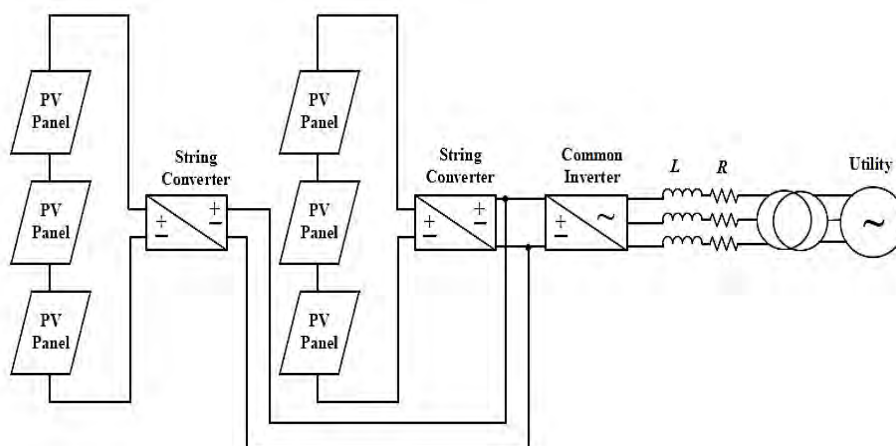 PV
Panel
PV
Panel
PV
Panel
String
Converter
+
−
+
−
PV
Panel
PV
Panel
PV
Panel
String
Converter
+
−
+
−
Common
Inverter
+
−
~
L
R
Utility
~